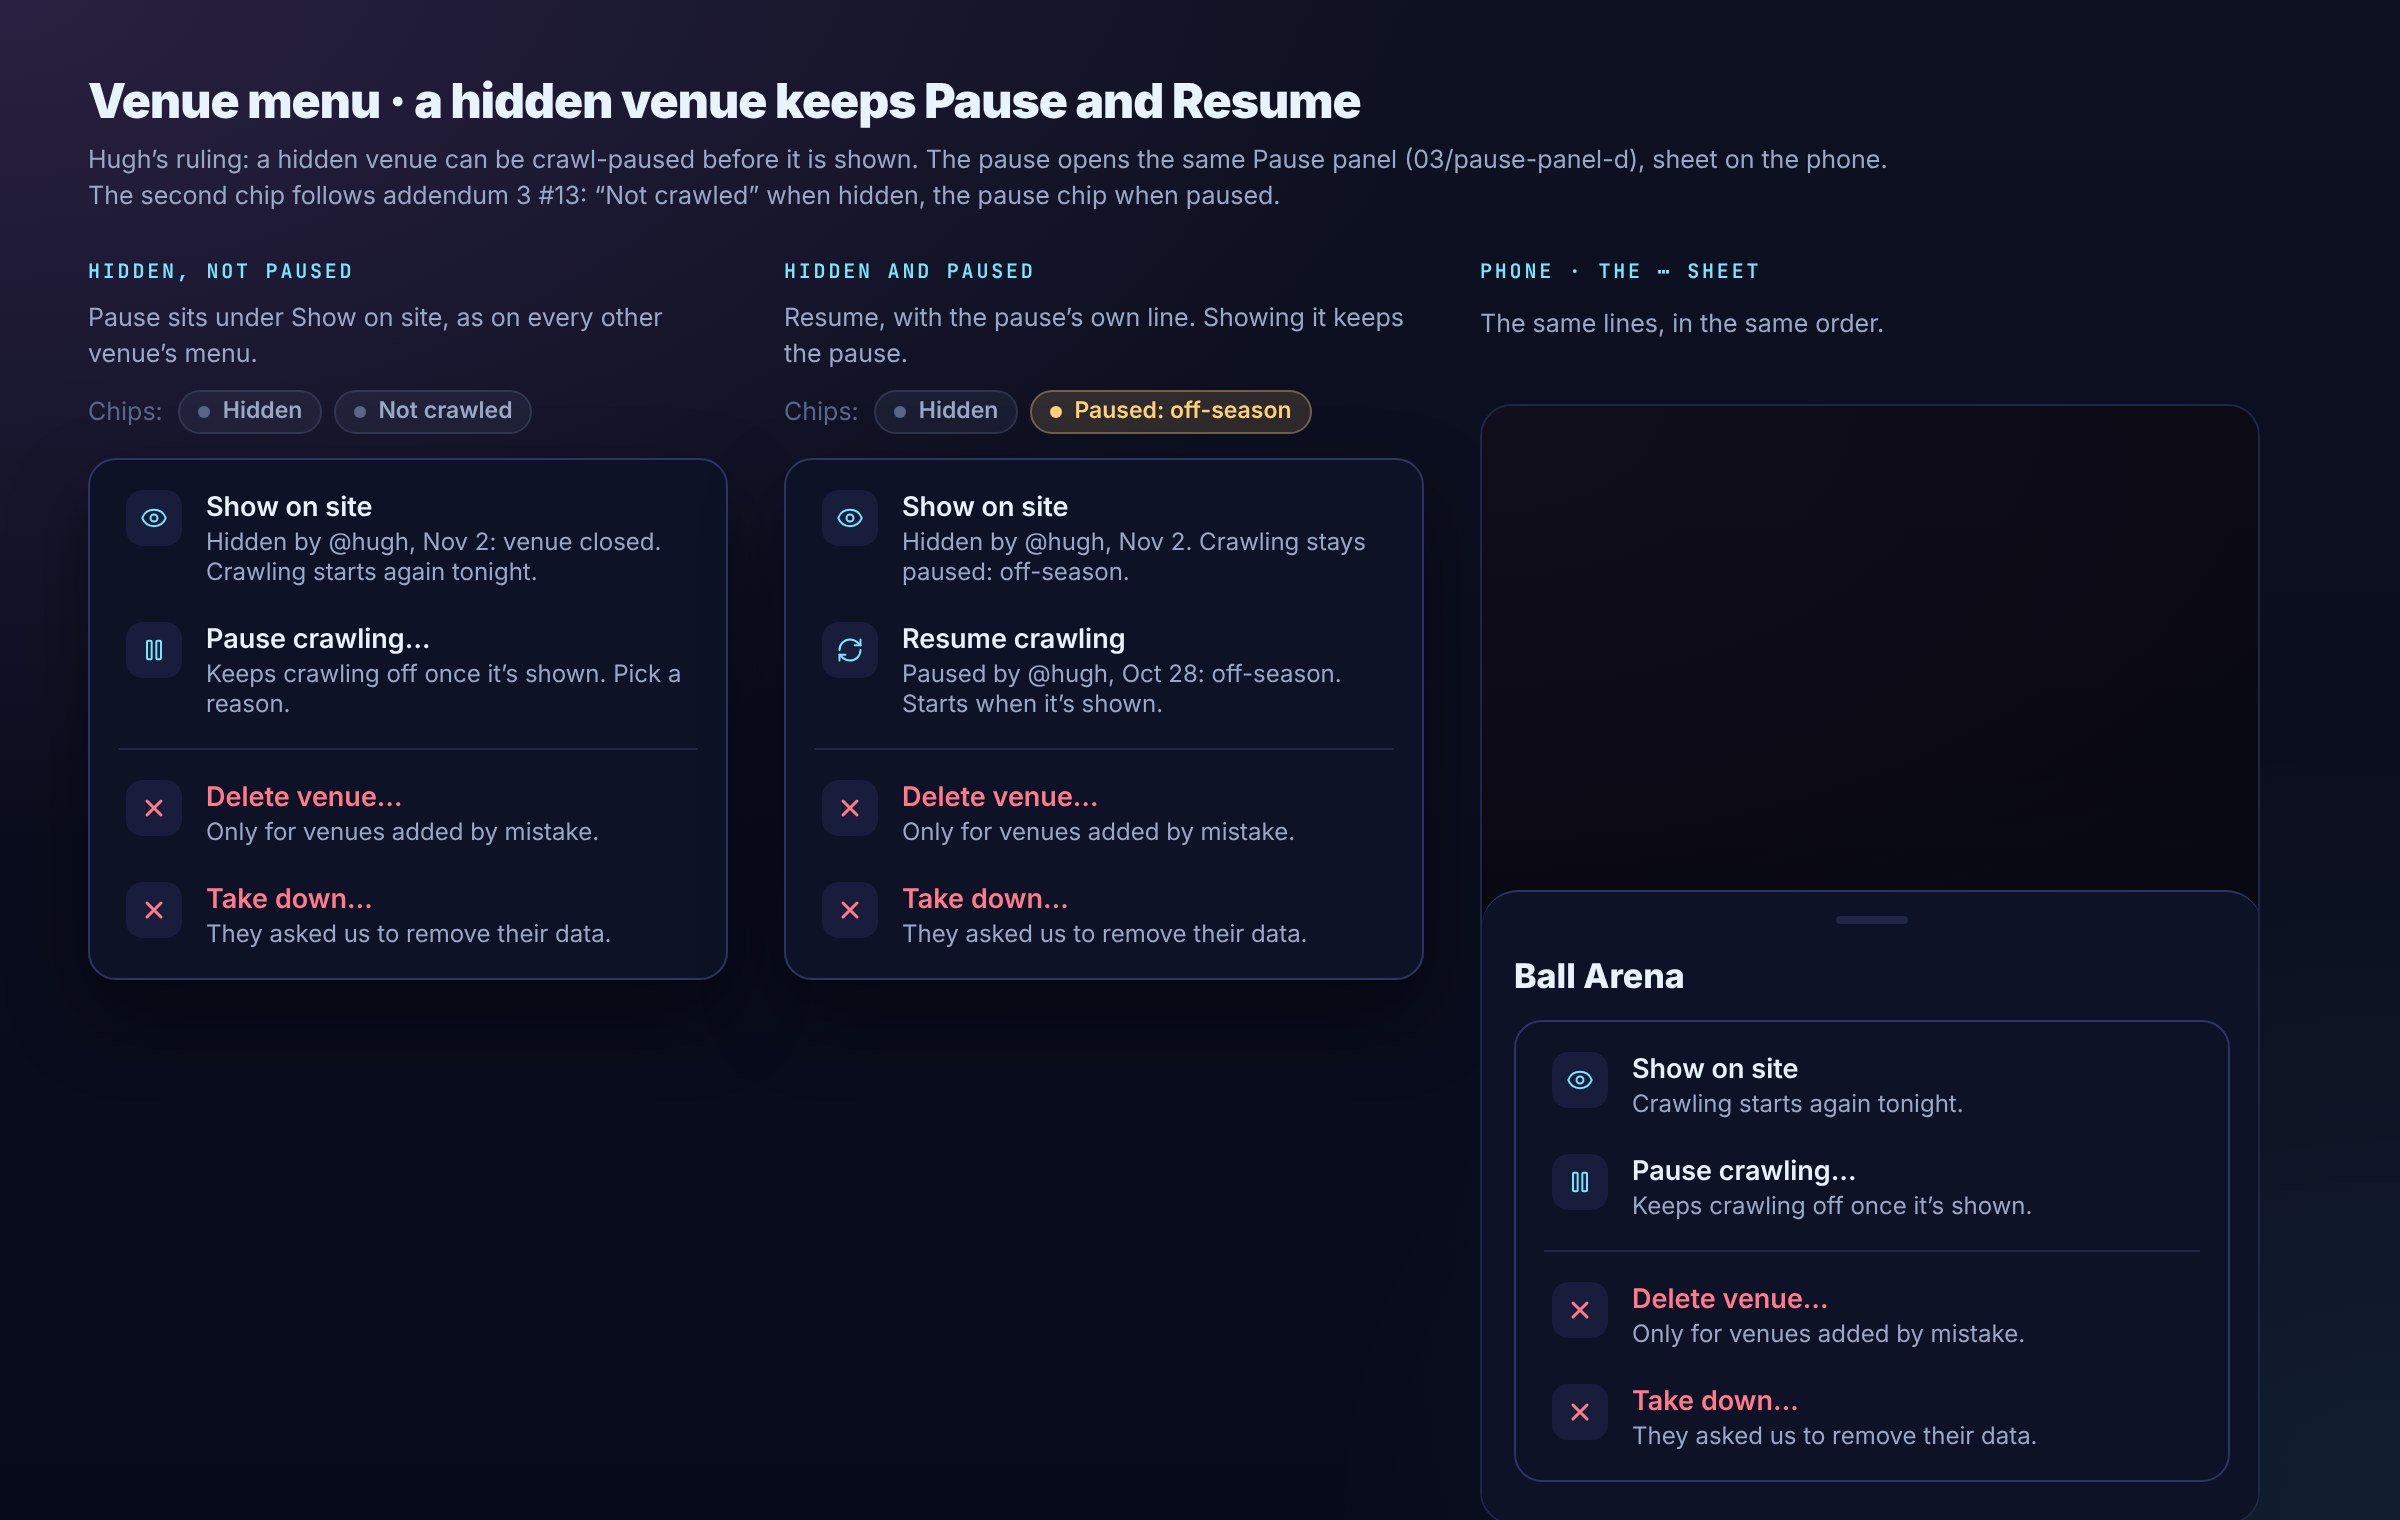 Venue menu · a hidden venue keeps Pause and Resume
Hugh’s ruling: a hidden venue can be crawl-paused before it is shown. The pause opens the same Pause panel (03/pause-panel-d), sheet on the phone.
The second chip follows addendum 3 #13: “Not crawled” when hidden, the pause chip when paused.
HIDDEN, NOT PAUSED
Pause sits under Show on site, as on every other
venue’s menu.
Chips: Hidden Not crawled
Show on site
Hidden by @hugh, Nov 2: venue closed.
Crawling starts again tonight.
Pause crawling…
Keeps crawling off once it’s shown. Pick a
reason.
Delete venue…
Only for venues added by mistake.
Take down…
They asked us to remove their data.
HIDDEN AND PAUSED
Resume, with the pause’s own line. Showing it keeps
the pause.
Chips: Hidden Paused: off-season
Show on site
Hidden by @hugh, Nov 2. Crawling stays
paused: off-season.
Resume crawling
Paused by @hugh, Oct 28: off-season.
Starts when it’s shown.
Delete venue…
Only for venues added by mistake.
Take down…
They asked us to remove their data.
PHONE · THE ⋯ SHEET
The same lines, in the same order.
Ball Arena
Show on site
Crawling starts again tonight.
Pause crawling…
Keeps crawling off once it’s shown.
Delete venue…
Only for venues added by mistake.
Take down…
They asked us to remove their data.